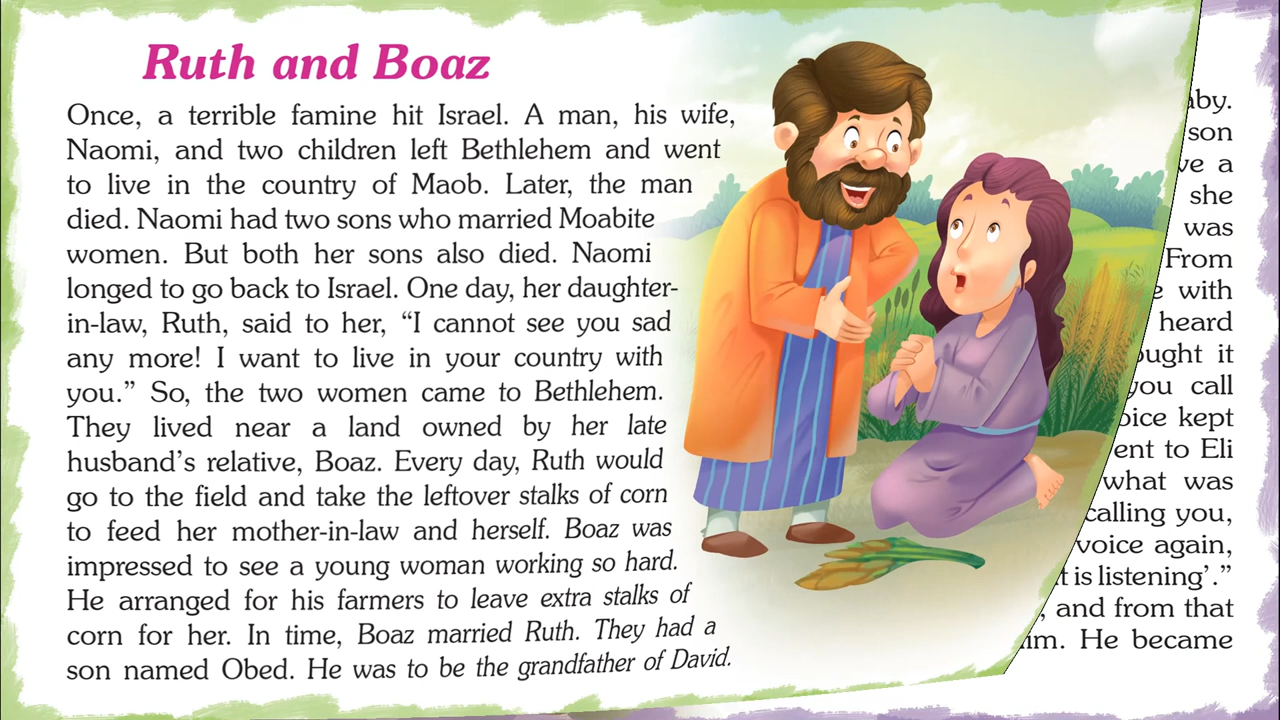 Ruth and Boaz
Once, a terrible famine hit Israel. A man, his wife,
Naomi, and two children left Bethlehem and went
to live in the country of Maob. Later, the man
died. Naomi had two sons who married Moabite
women. But both her sons also died. Naomi
longed to go back to Israel. One day, her daughter-
in-law, Ruth, said to her, “I cannot see you sad
any more! I want to live in your country with
you.” So, the two women came to Bethlehem.
They lived near a land owned by her late
husband’s relative, Boaz. Every day, Ruth would
go to the field and take the leftover stalks of corn
to feed her mother-in-law and herself. Boaz was
impressed to see a young woman working so hard.
He arranged for his farmers to leave extra stalks of
corn for her. In time, Boaz married Ruth. They had a
son named Obed. He was to be the grandfather of David.
son
a
she
was
From
with
heard
it
you call
kept
to Eli
what was
calling you,
voice again,
is listening’.”
, and from that
He became